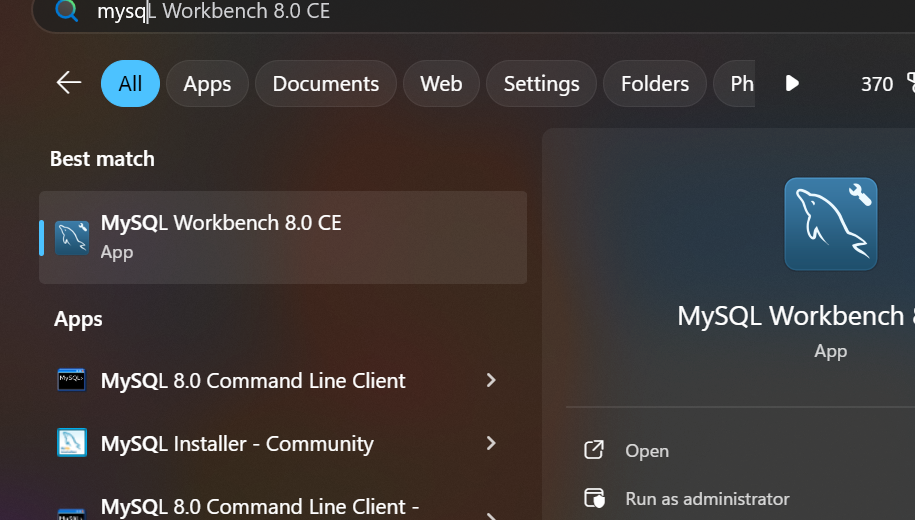 mysqL Workbench 8.0 CE
All
Apps
Documents
Web
Settings
Folders
Ph
370
Best match
MySQL Workbench 8.0 CE
App
Apps
MySQL 8.0 Command Line Client
MySQL Installer - Community
MySQL 8.0 Command Line Client -
MySQL Workbench
App
Open
Run as administrator